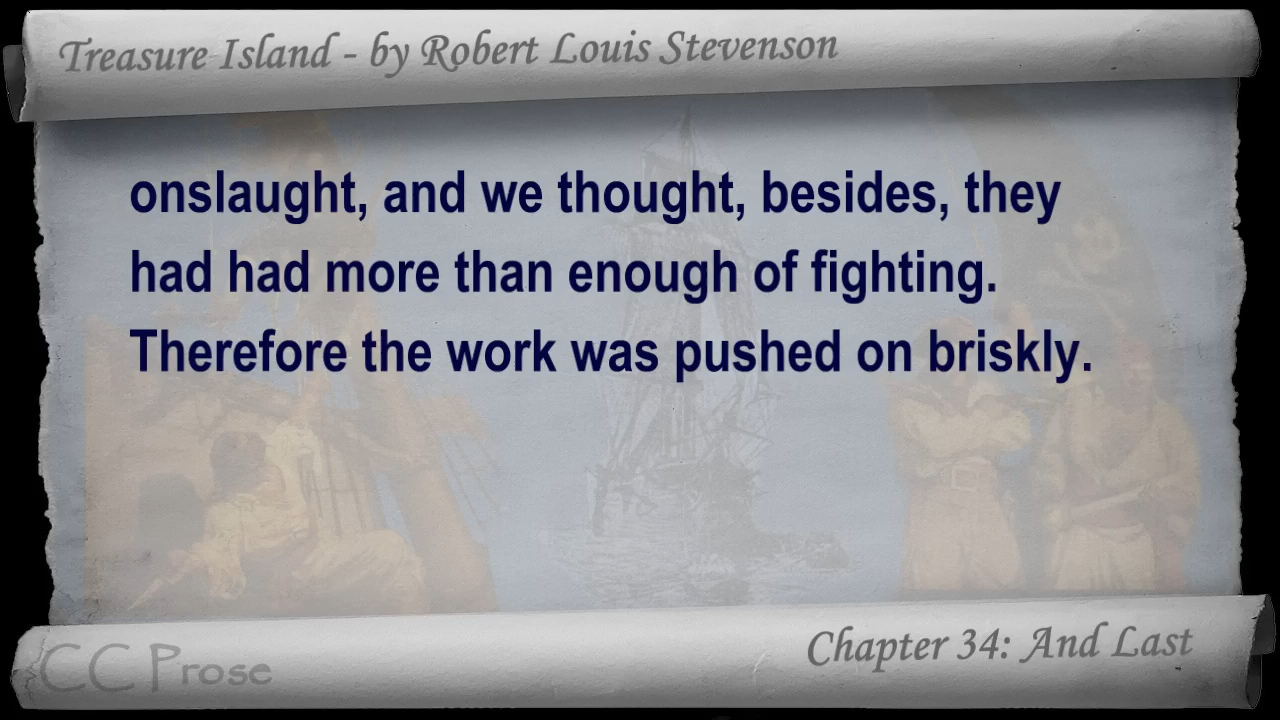 Treasure Island - by Robert Louis Stevenson
onslaught, and we thought, besides, they
had had more than enough of fighting.
Therefore the work was pushed on briskly.
Chapter 34: And Last
CC Prose